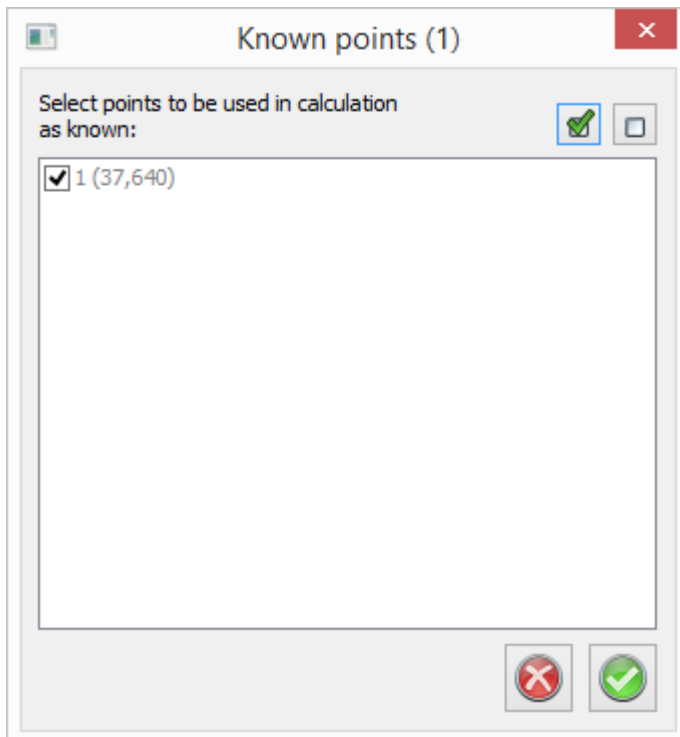 Known points (1)
Select points to be used in calculation
as known:
1 (37,640)